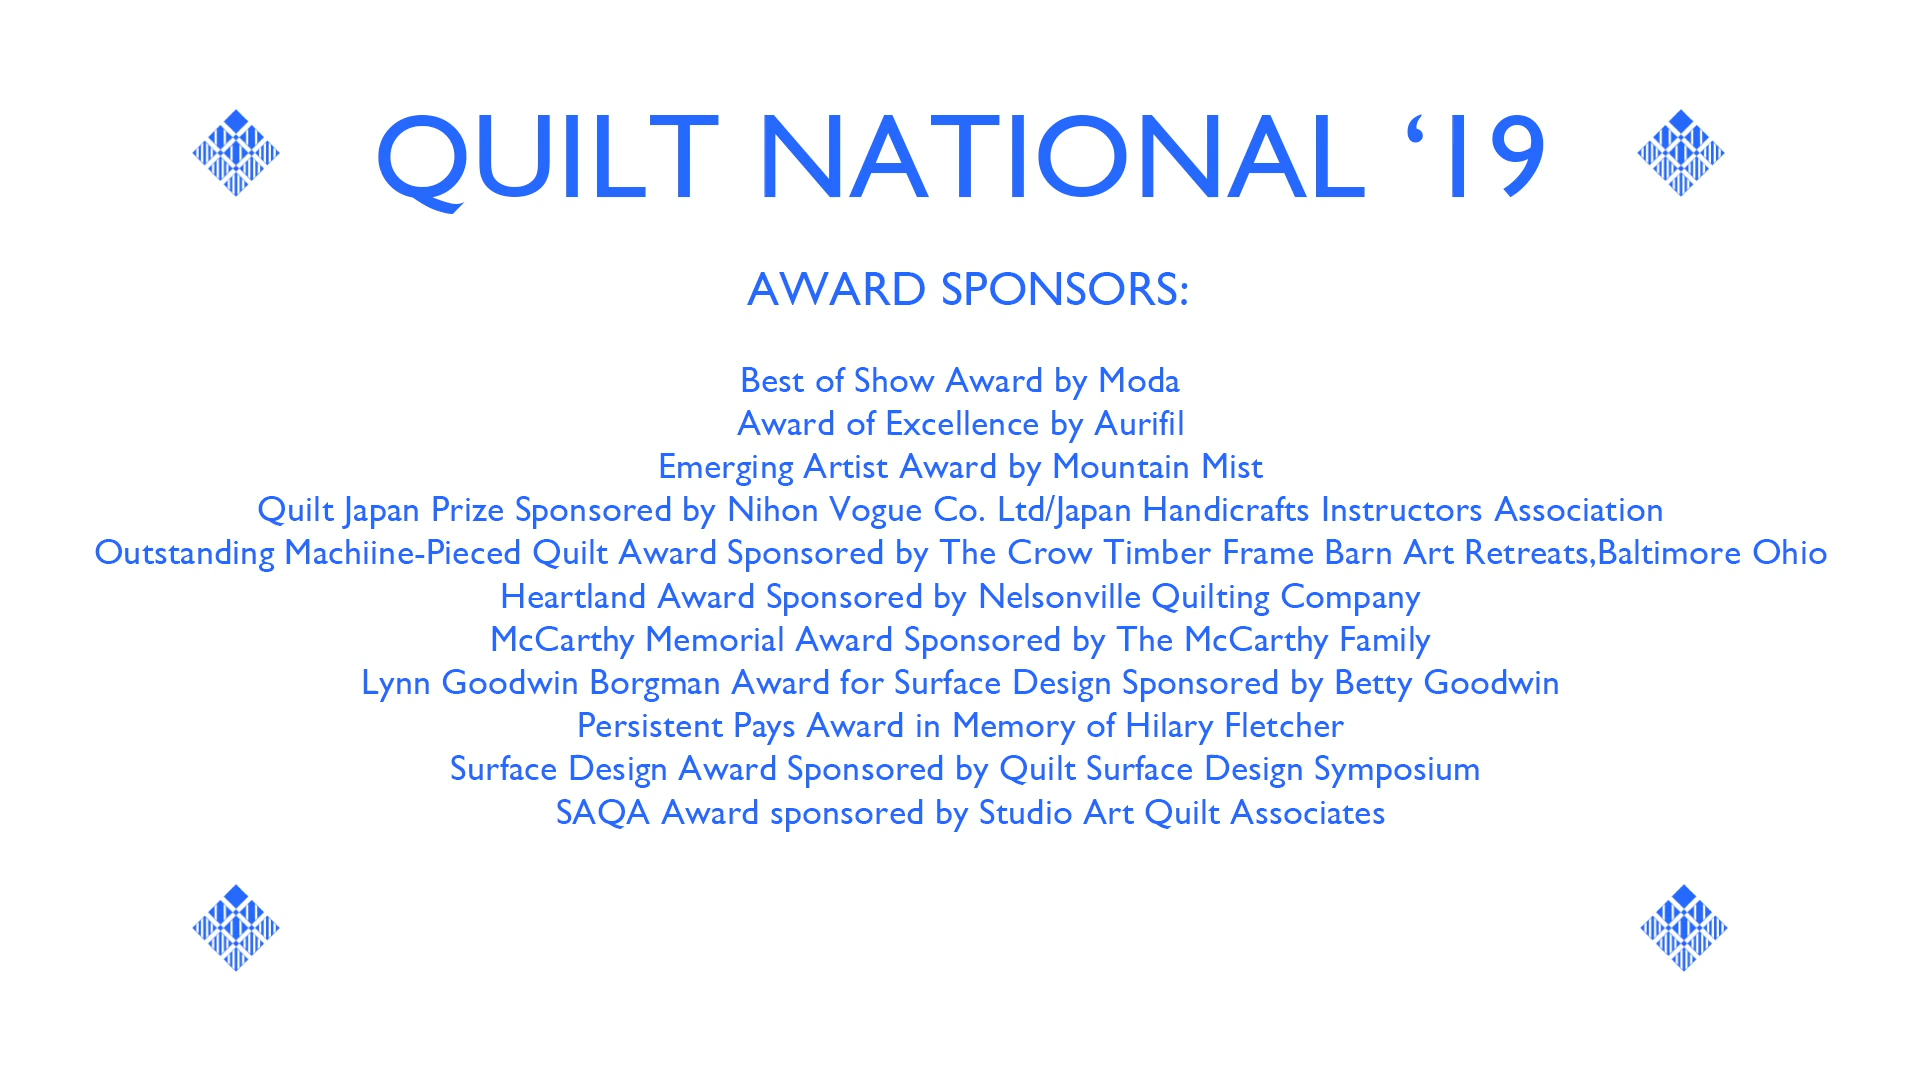 QUILT NATIONAL ‘19
AWARD SPONSORS:
Best of Show Award by Moda
Award of Excellence by Aurifil
Emerging Artist Award by Mountain Mist
Quilt Japan Prize Sponsored by Nihon Vogue Co. Ltd/Japan Handicrafts Instructors Association
Outstanding Machiine-Pieced Quilt Award Sponsored by The Crow Timber Frame Barn Art Retreats,Baltimore Ohio
Heartland Award Sponsored by Nelsonville Quilting Company
McCarthy Memorial Award Sponsored by The McCarthy Family
Lynn Goodwin Borgman Award for Surface Design Sponsored by Betty Goodwin
Persistent Pays Award in Memory of Hilary Fletcher
Surface Design Award Sponsored by Quilt Surface Design Symposium
SAQA Award sponsored by Studio Art Quilt Associates